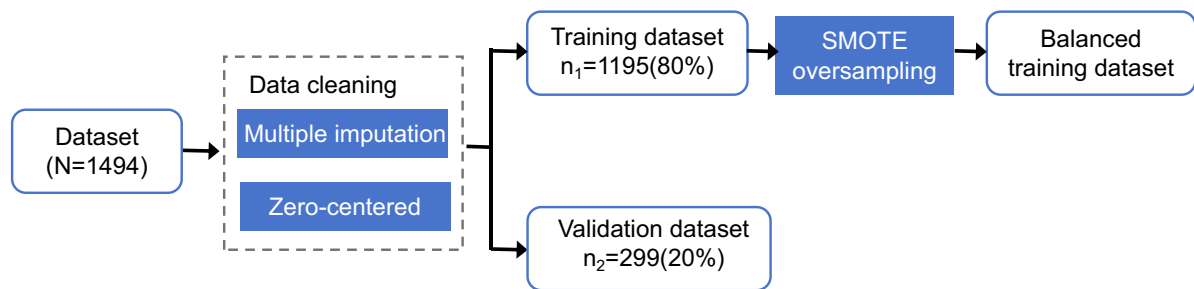 Dataset
(N=1494)
Data cleaning
Multiple imputation
Zero-centered
Training dataset
n₁=1195(80%)
SMOTE
oversampling
Balanced
training dataset
Validation dataset
n₂=299(20%)